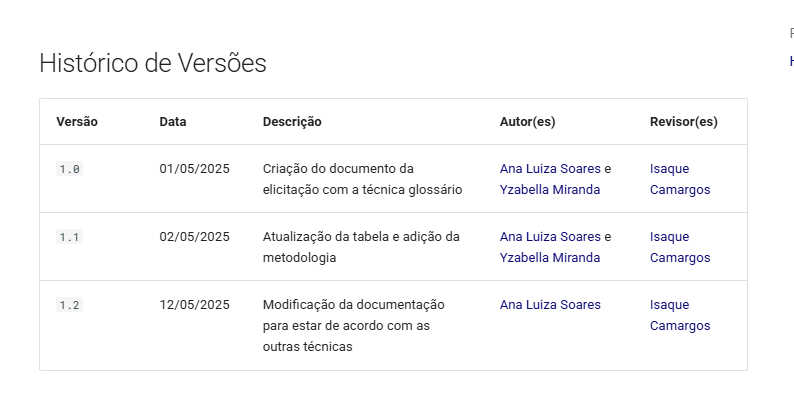 Histórico de Versões
Versão Data Descrição Autor(es) Revisor(es)
1.0 01/05/2025 Criação do documento da Ana Luiza Soares e Isaque
elicitação com a técnica glossário Yzabella Miranda Camargos
1.1 02/05/2025 Atualização da tabela e adição da Ana Luiza Soares e Isaque
metodologia Yzabella Miranda Camargos
1.2 12/05/2025 Modificação da documentação Ana Luiza Soares Isaque
para estar de acordo com as Camargos
outras técnicas